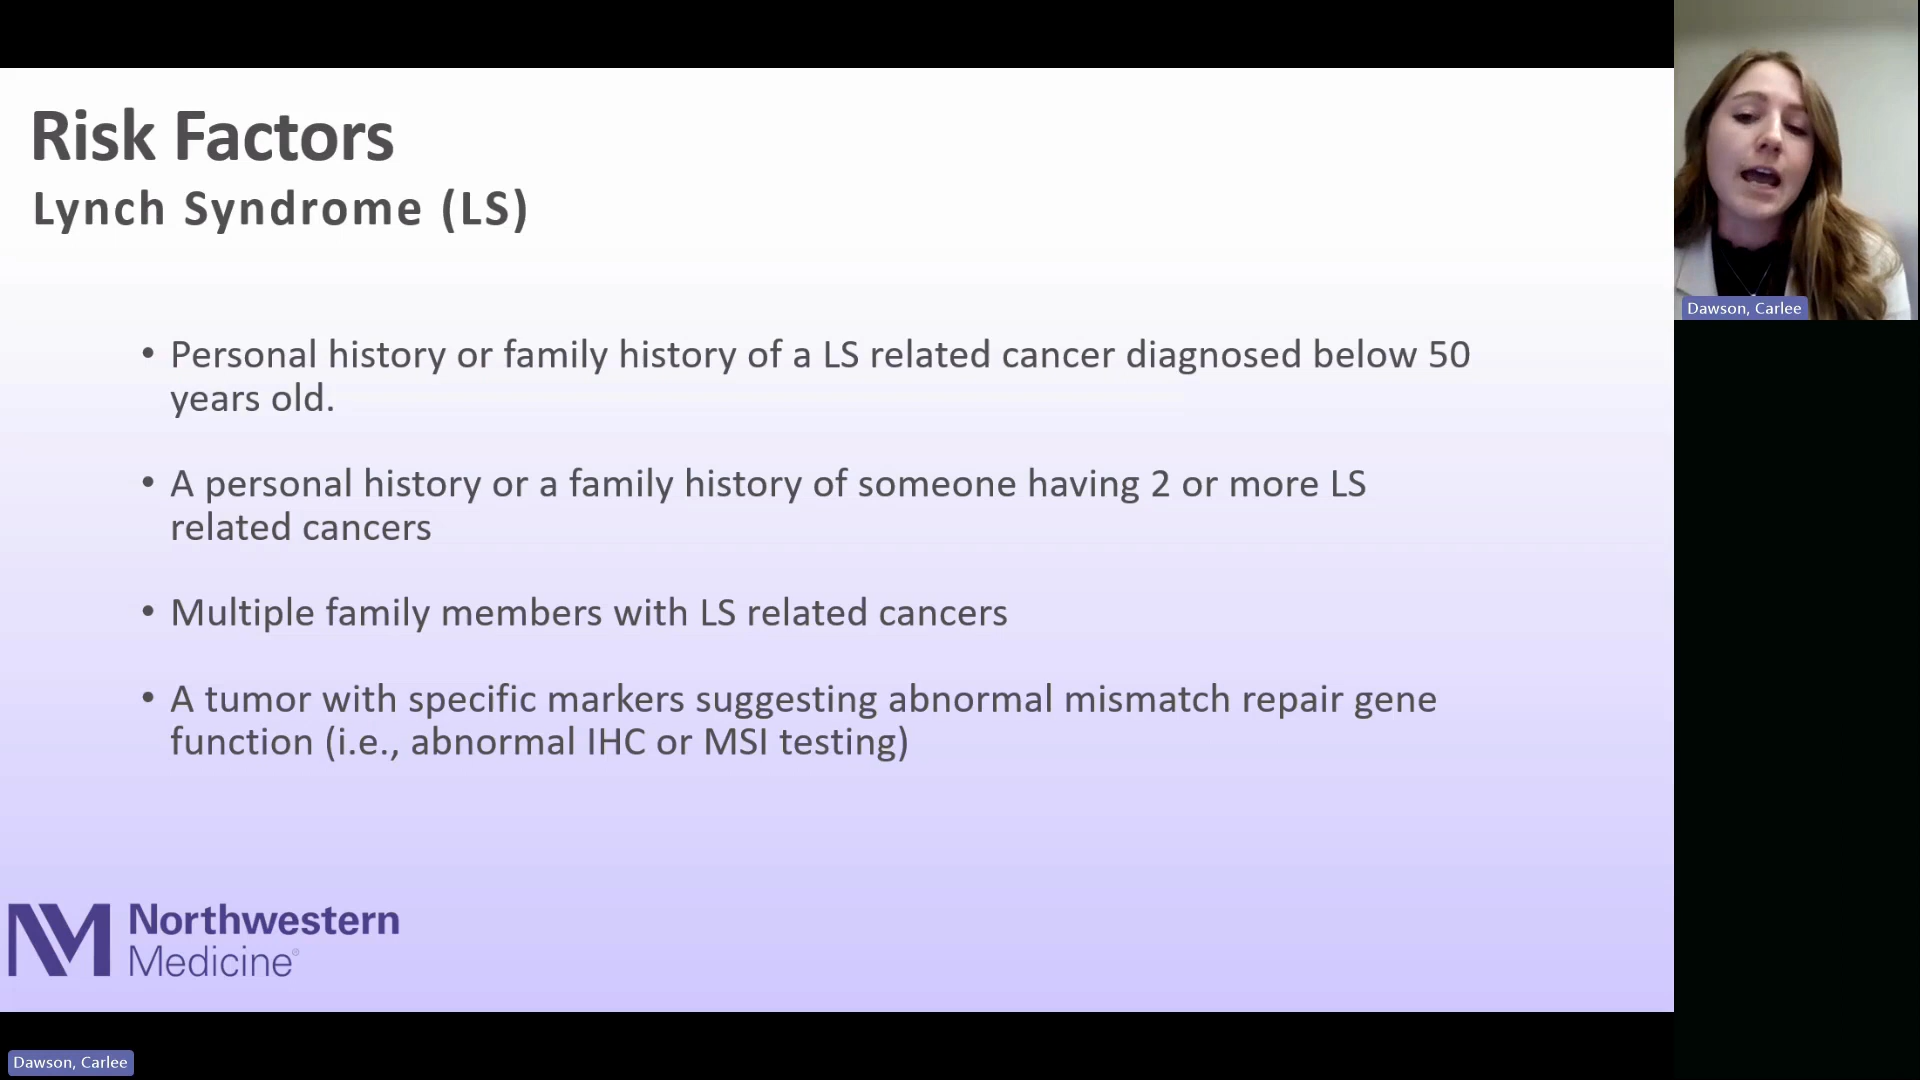 Risk Factors
Lynch Syndrome (LS)
• Personal history or family history of a LS related cancer diagnosed below 50
years old.
• A personal history or a family history of someone having 2 or more LS
related cancers
• Multiple family members with LS related cancers
• A tumor with specific markers suggesting abnormal mismatch repair gene
function (i.e., abnormal IHC or MSI testing)
NM Northwestern
Medicine®
Dawson, Carlee
Dawson, Carlee